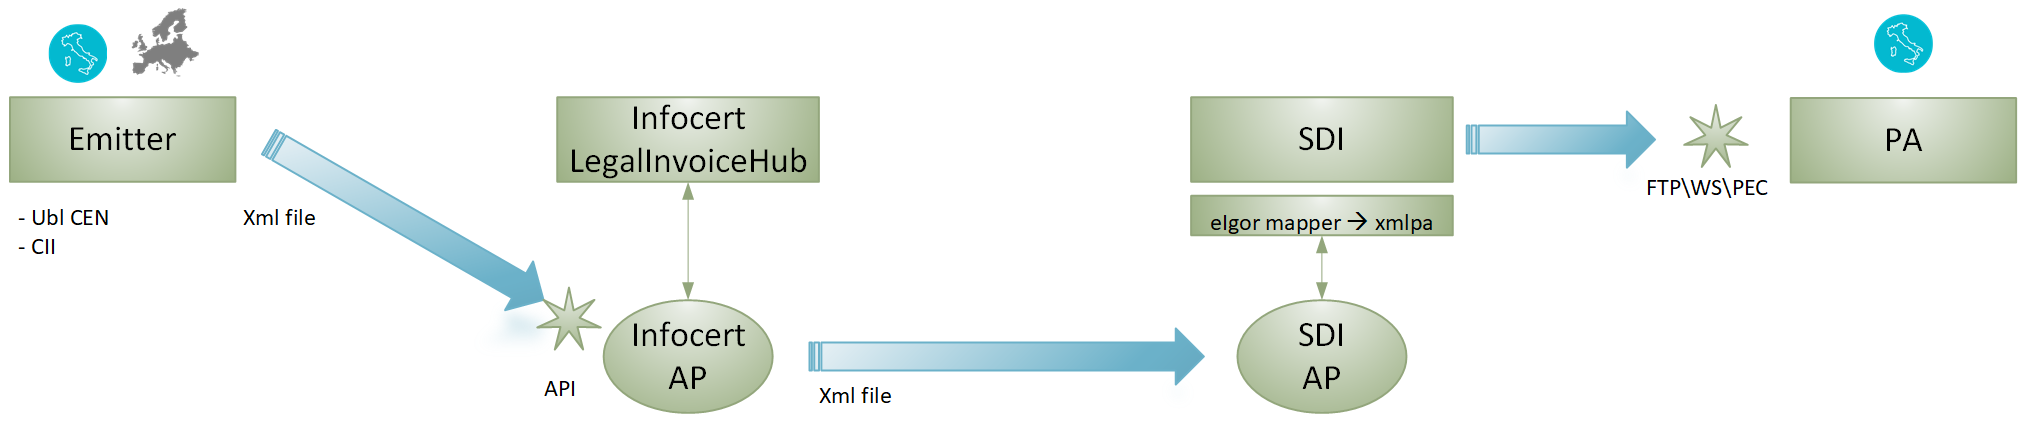 Emitter
- Ubl CEN
- CII
Xml file
API
Infocert
LegalInvoiceHub
Infocert
AP
Xml file
SDI
eIgor mapper → xmlpa
SDI
AP
FTP\WS\PEC
PA